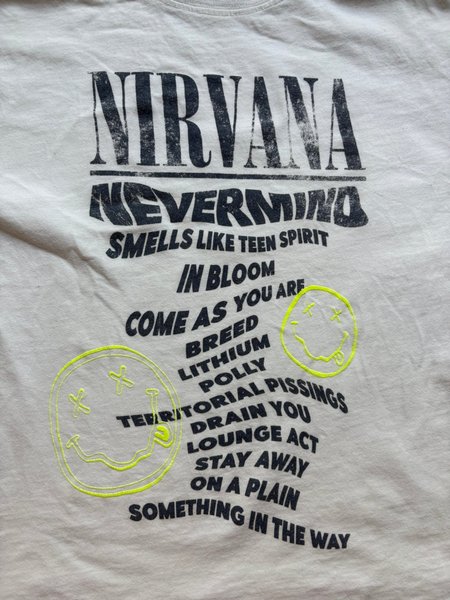 NIRVANA
NEVERMIND
SMELLS LIKE TEEN SPIRIT
IN BLOOM
COME AS YOU ARE
BREED
LITHIUM
POLLY
TERRITORIAL PISSINGS
DRAIN YOU
LOUNGE ACT
STAY AWAY
ON A PLAIN
SOMETHING IN THE WAY